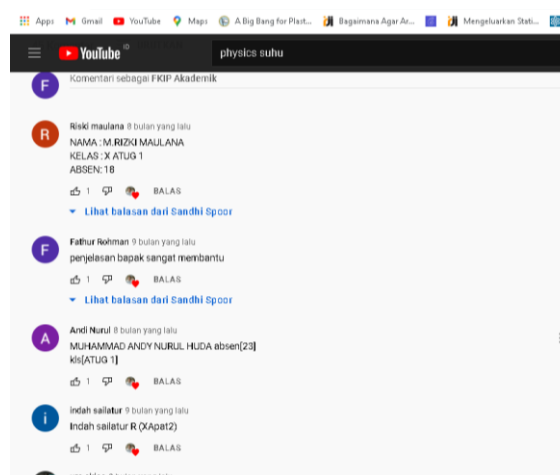 Apps
Gmail
YouTube
Maps
A Big Bang for Plast...
Bagaimana Agar Ar...
Mengeluarkan Stati...
YouTube ID
physics suhu
F
Komentari sebagai FKIP Akademik
R
Riski maulana 8 bulan yang lalu
NAMA : M.RIZKI MAULANA
KELAS : X ATUG 1
ABSEN: 18
1 BALAS
Lihat balasan dari Sandhi Spoor
F
Fathur Rohman 9 bulan yang lalu
penjelasan bapak sangat membantu
1 BALAS
Lihat balasan dari Sandhi Spoor
A
Andi Nurul 8 bulan yang lalu
MUHAMMAD ANDY NURUL HUDA absen[23]
kls[ATUG 1]
1 BALAS
i
indah sailatur 9 bulan yang lalu
Indah sailatur R (XApat2)
1 BALAS